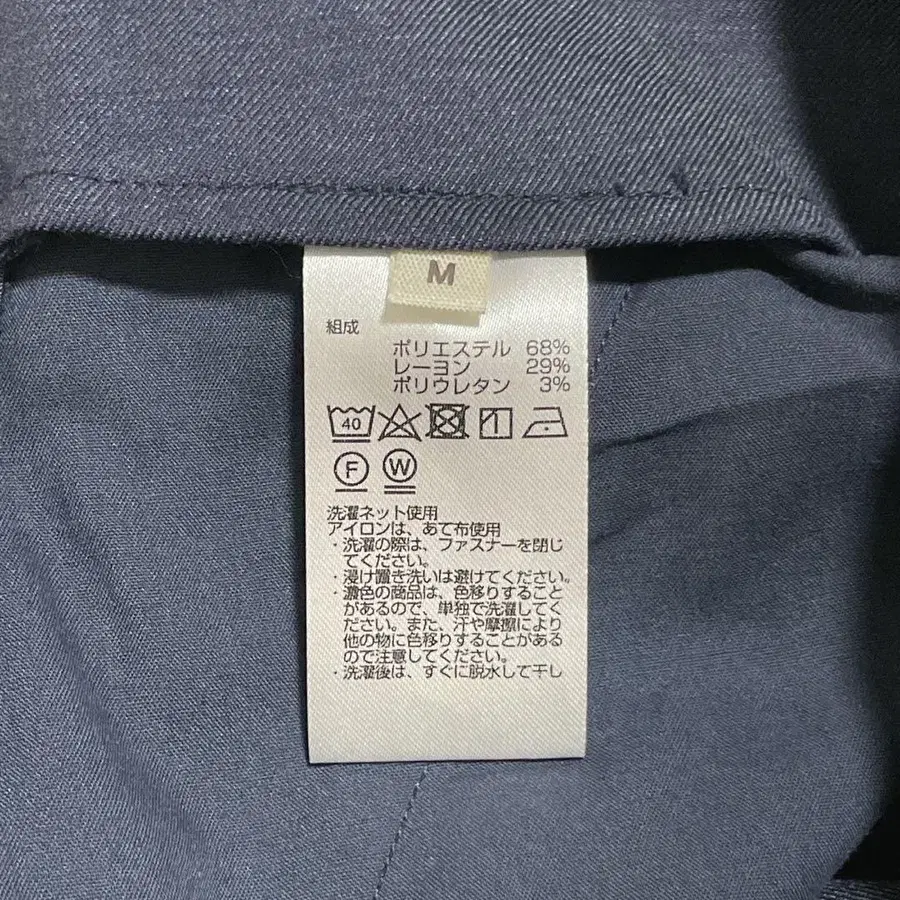 M
組成
ポリエステル 68%
レーヨン 29%
ポリウレタン 3%
40
F W
洗濯ネット使用
アイロンは、あて布使用
・洗濯の際は、ファスナーを閉じ
てください。
・浸け置き洗いは避けてください。
・濃色の商品は、色移りすること
があるので、単独で洗濯してく
ださい。また、汗や摩擦により
他の物に色移りすることがある
ので注意してください。
・洗濯後は、すぐに脱水して干し